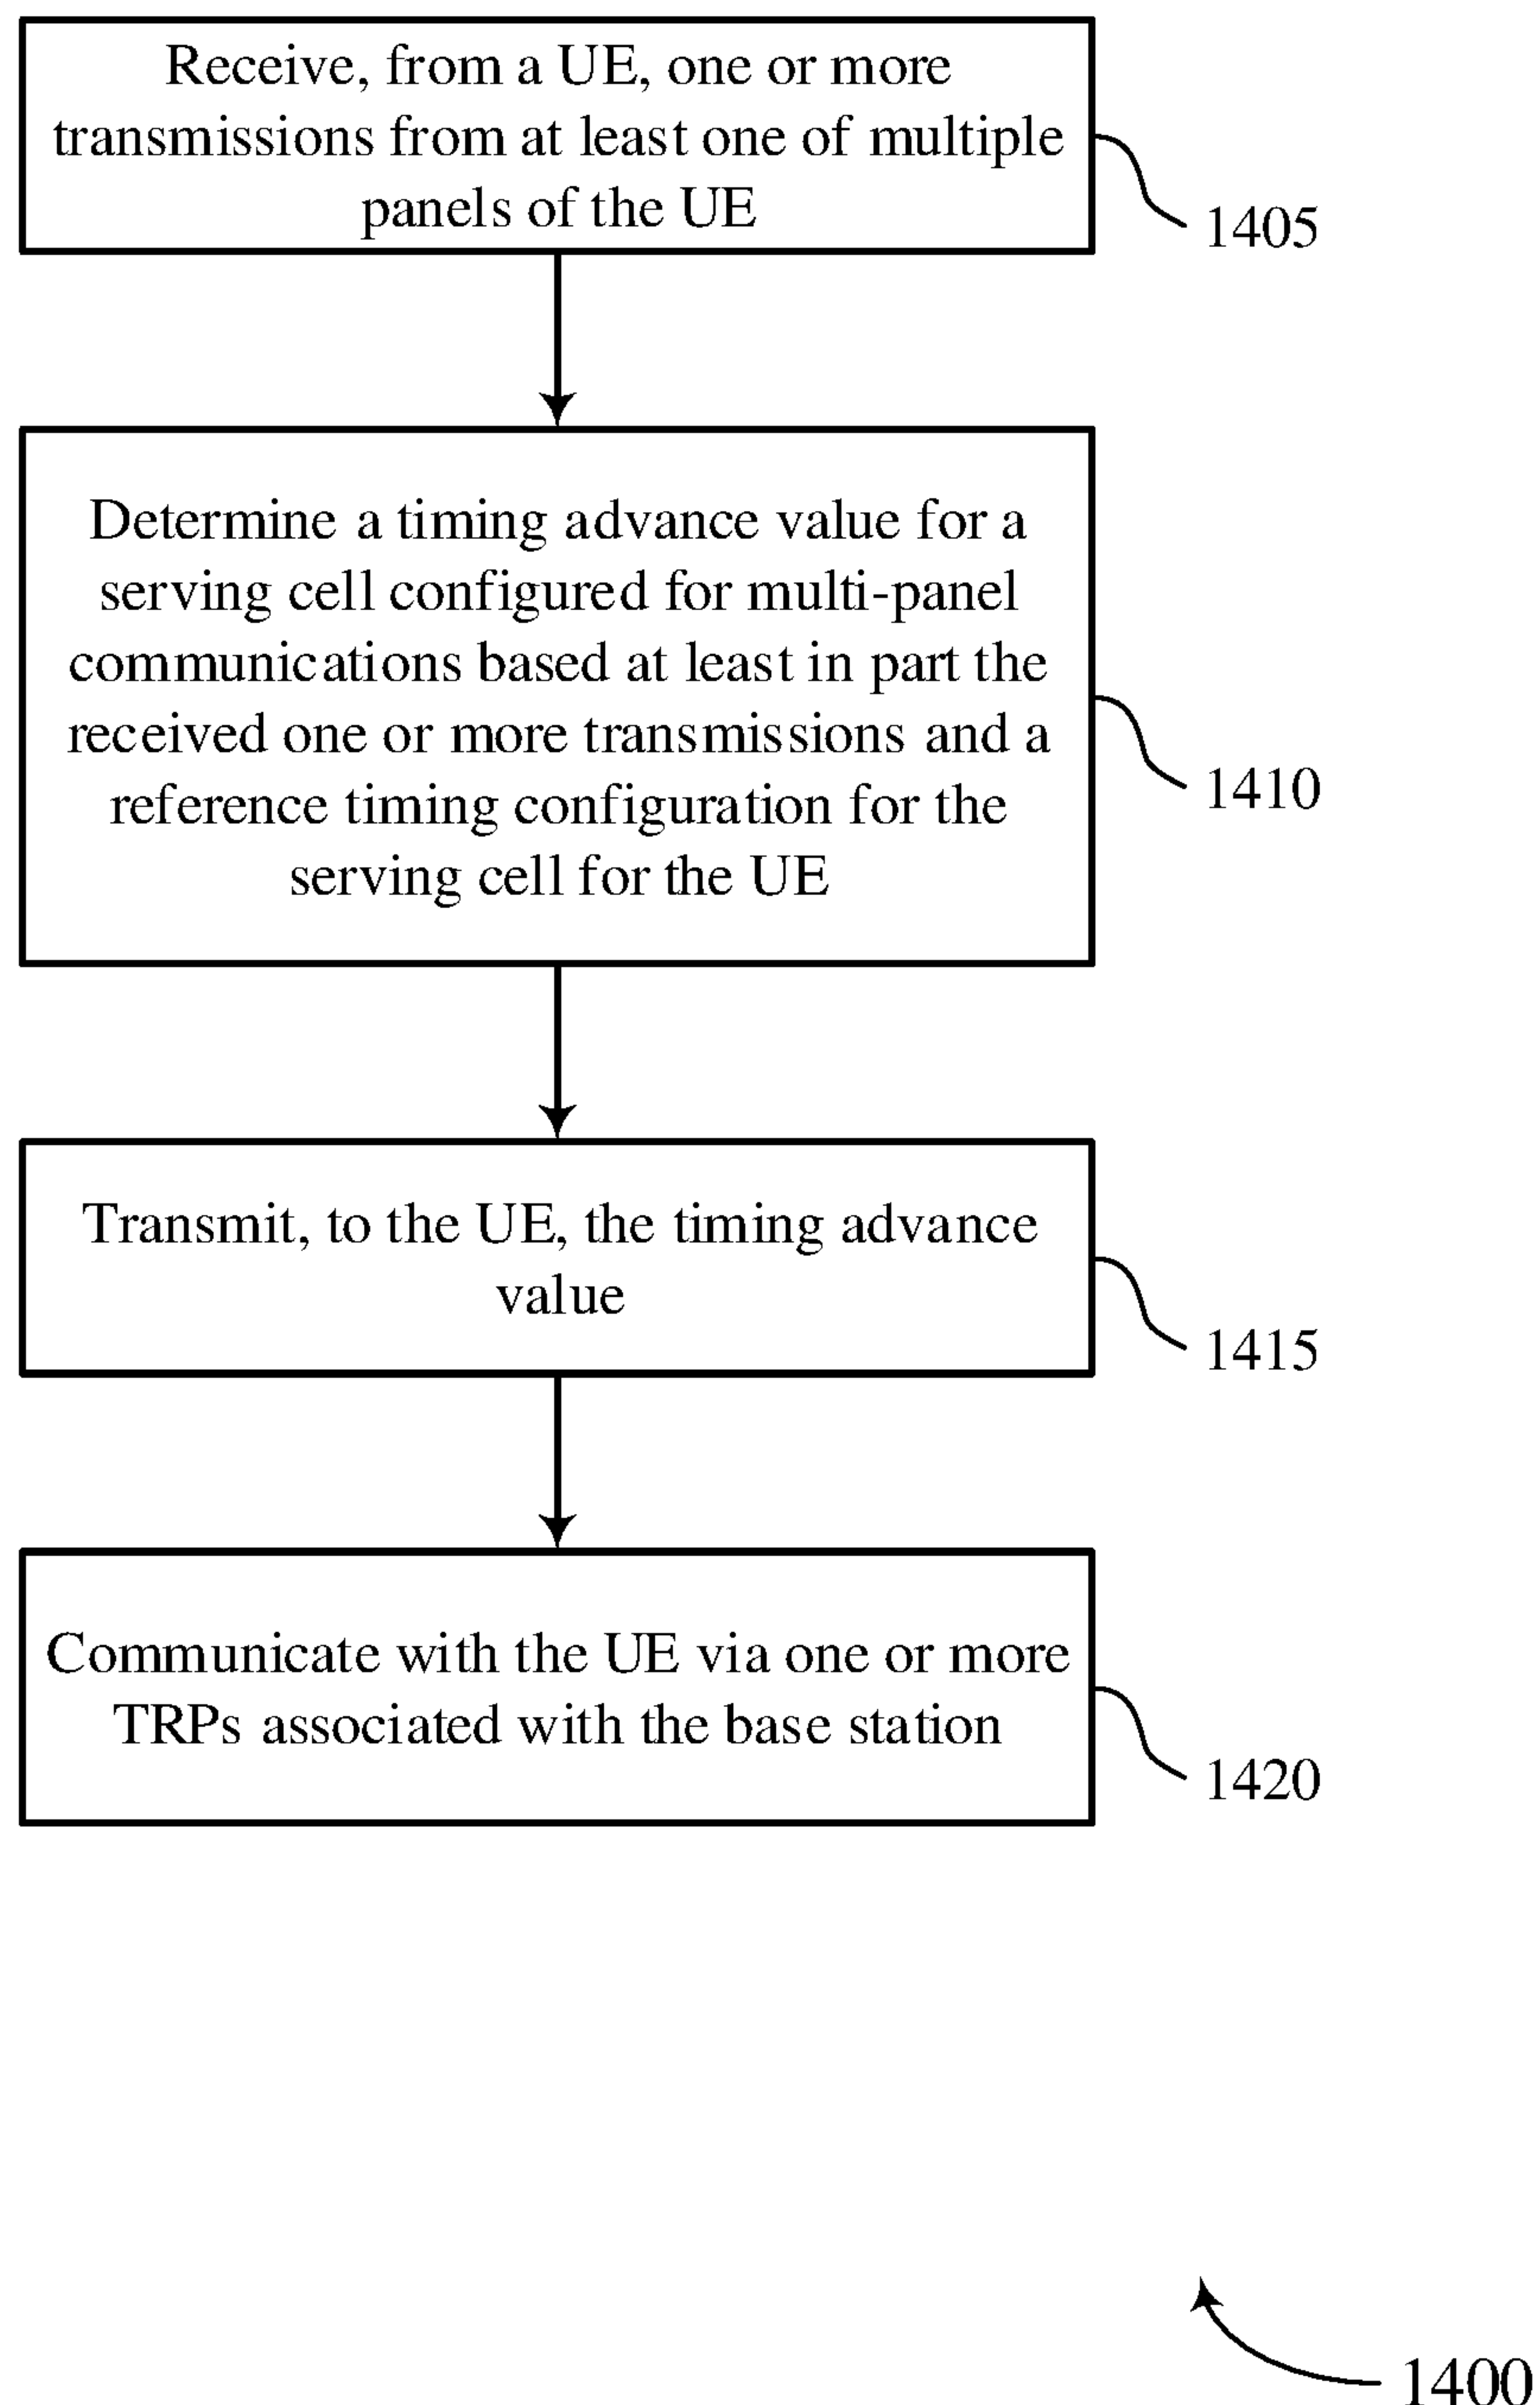 Receive, from a UE, one or more
transmissions from at least one of multiple
panels of the UE
1405
Determine a timing advance value for a
serving cell configured for multi-panel
communications based at least in part the
received one or more transmissions and a
reference timing configuration for the
serving cell for the UE
1410
Transmit, to the UE, the timing advance
value
1415
Communicate with the UE via one or more
TRPs associated with the base station
1420
1400